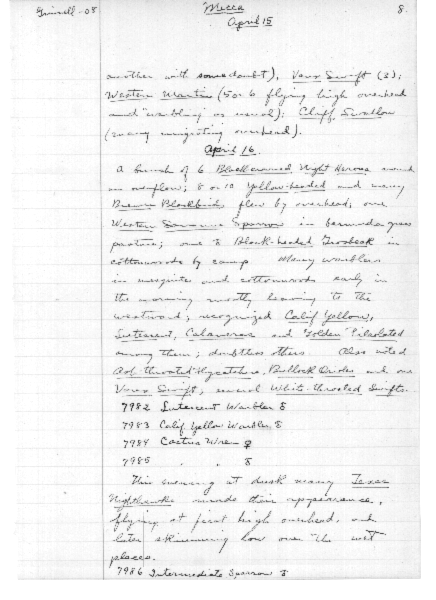 Grinnell-08
Mecca
8.
April 15
another with some doubt), Vaux Swift (3);
Western Martin (5 or 6 flying high overhead
and "warbling" as usual); Cliff Swallow
(many migrating overhead).
April 16.
A bunch of 6 Black-crowned Night Herons
on overflow; 8 or 10 Yellow-headed and many
Brewer Blackbirds flew by overhead; one
Western Savanna Sparrow in bermuda grass
pasture; one ♂ Black-headed Grosbeak in
cottonwoods by camp Many warblers
in mesquite and cottonwoods early in
the morning mostly leaving to the
westward; recognized Calif Yellow,
Lutescent, Calaveras and Golden Pileolated
among them; doubtless others. Also noted
Ash-throated Flycatcher, Bullock Orioles and one
Vaux Swift, several White-throated Swifts.
7982 Lutescent Warbler ♂
7983 Calif Yellow Warbler ♂
7984 Cactus Wren ♀
7985 " " ♂
This evening at dusk many Texas
Nighthawks made their appearance,
flying at first high overhead, and
later skimming low over the wet
places.
7986 Intermediate Sparrow ♂